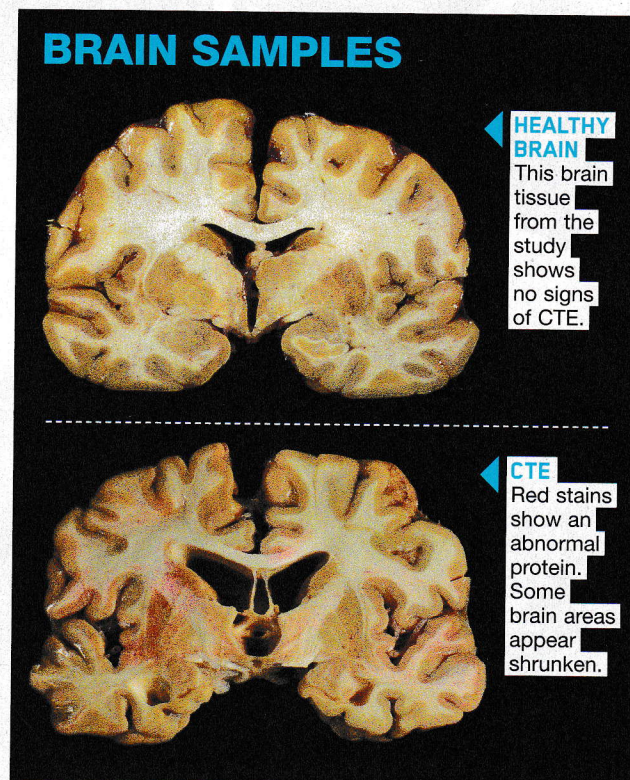 BRAIN SAMPLES
HEALTHY
BRAIN
This brain
tissue
from the
study
shows
no signs
of CTE.
CTE
Red stains
show an
abnormal
protein.
Some
brain areas
appear
shrunken.